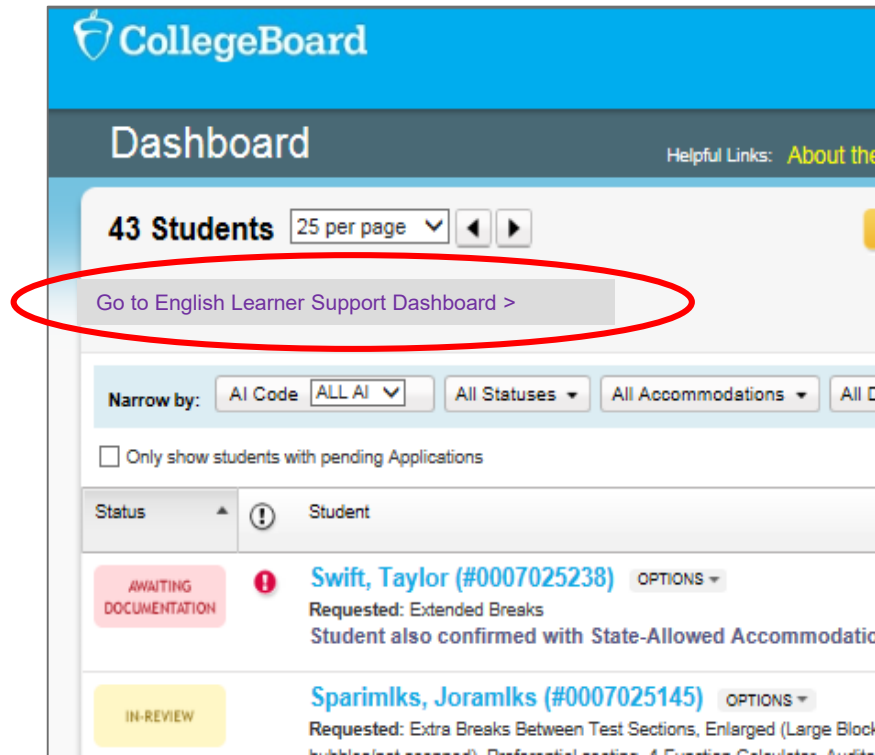 CollegeBoard
Dashboard
Helpful Links: About the
43 Students 25 per page
Go to English Learner Support Dashboard >
Narrow by: AI Code ALL AI All Statuses All Accommodations All D
Only show students with pending Applications
Status Student
AWAITING DOCUMENTATION
Swift, Taylor (#0007025238) OPTIONS
Requested: Extended Breaks
Student also confirmed with State-Allowed Accommodatio
IN-REVIEW
Sparimlks, Joramlks (#0007025145) OPTIONS
Requested: Extra Breaks Between Test Sections, Enlarged (Large Block